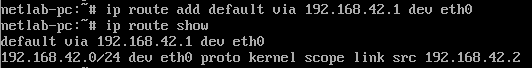 netlab-pc:~# ip route add default via 192.168.42.1 dev eth0
netlab-pc:~# ip route show
default via 192.168.42.1 dev eth0
192.168.42.0/24 dev eth0 proto kernel scope link src 192.168.42.2